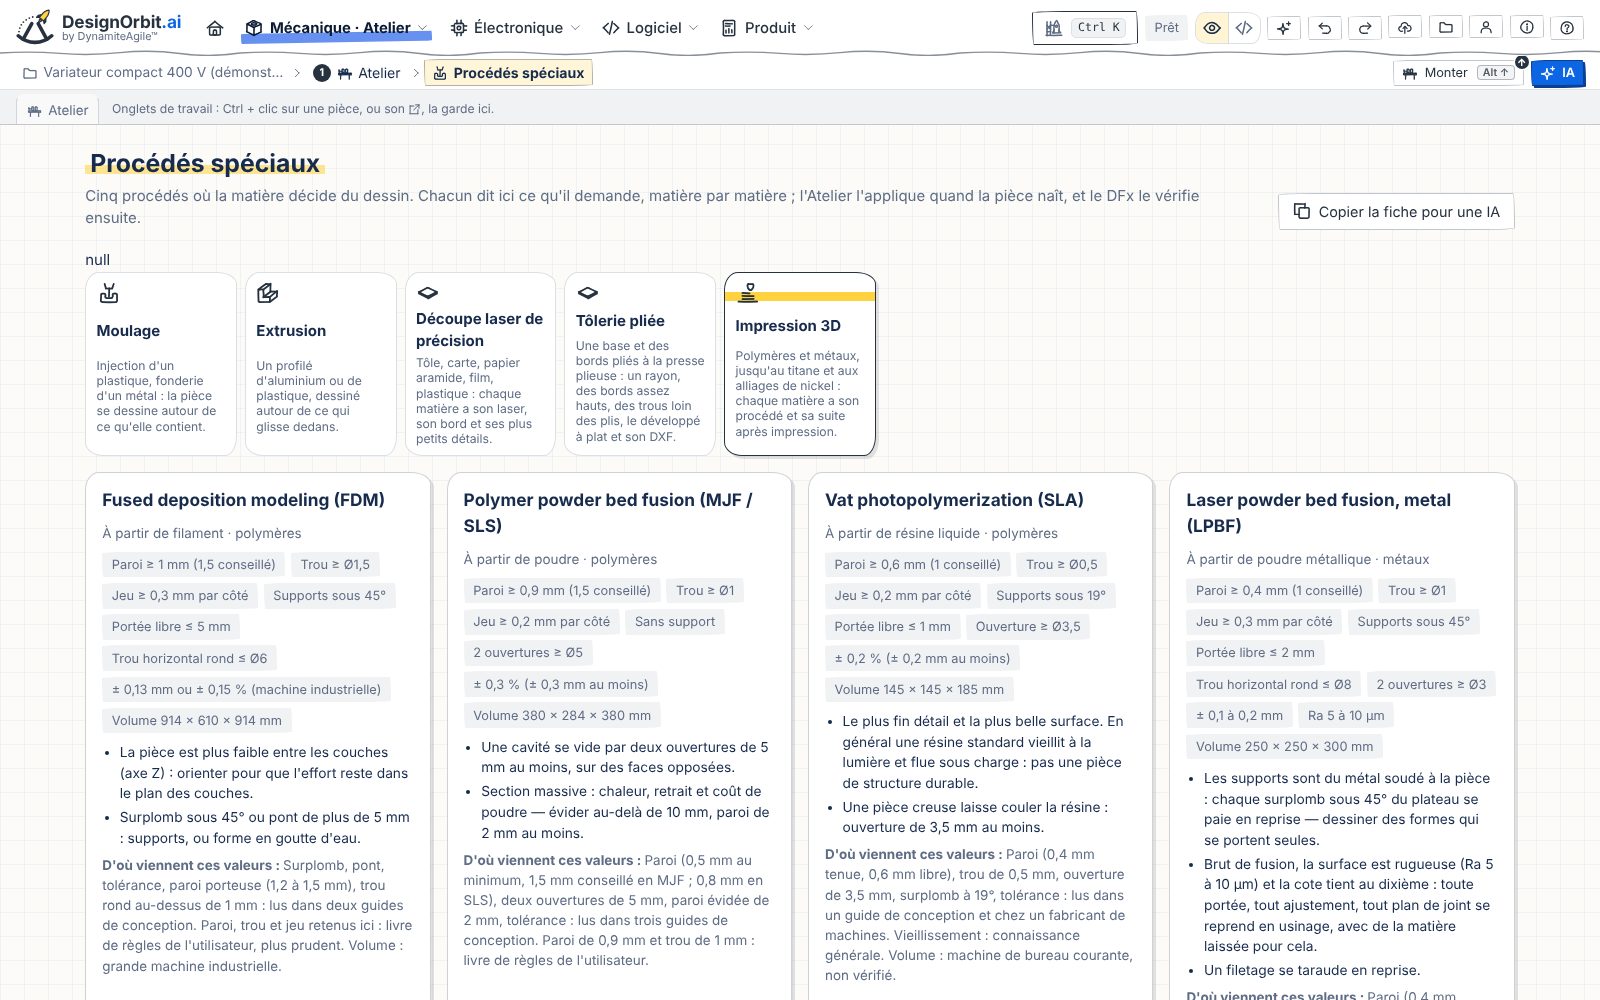 DesignOrbit.ai
by DynamiteAgile™
Mécanique · Atelier
Électronique
Logiciel
Produit
Ctrl K
Prêt
Variateur compact 400 V (démonst...
1
Atelier
Procédés spéciaux
Monter
Alt ↑
IA
Atelier
Onglets de travail : Ctrl + clic sur une pièce, ou son , la garde ici.
Procédés spéciaux
Cinq procédés où la matière décide du dessin. Chacun dit ici ce qu'il demande, matière par matière ; l'Atelier l'applique quand la pièce naît, et le DFx le vérifie
ensuite.
Copier la fiche pour une IA
null
Moulage
Injection d'un
plastique, fonderie
d'un métal : la pièce
se dessine autour de
ce qu'elle contient.
Extrusion
Un profilé
d'aluminium ou de
plastique, dessiné
autour de ce qui
glisse dedans.
Découpe laser de
précision
Tôle, carte, papier
aramide, film,
plastique : chaque
matière a son laser,
son bord et ses plus
petits détails.
Tôlerie pliée
Une base et des
bords pliés à la presse
plieuse : un rayon,
des bords assez
hauts, des trous loin
des plis, le développé
à plat et son DXF.
Impression 3D
Polymères et métaux,
jusqu'au titane et aux
alliages de nickel :
chaque matière a son
procédé et sa suite
après impression.
Fused deposition modeling (FDM)
À partir de filament · polymères
Paroi ≥ 1 mm (1,5 conseillé)
Trou ≥ Ø1,5
Jeu ≥ 0,3 mm par côté
Supports sous 45°
Portée libre ≤ 5 mm
Trou horizontal rond ≤ Ø6
± 0,13 mm ou ± 0,15 % (machine industrielle)
Volume 914 × 610 × 914 mm
• La pièce est plus faible entre les couches
(axe Z) : orienter pour que l'effort reste dans
le plan des couches.
• Surplomb sous 45° ou pont de plus de 5 mm
: supports, ou forme en goutte d'eau.
D'où viennent ces valeurs : Surplomb, pont,
tolérance, paroi porteuse (1,2 à 1,5 mm), trou
rond au-dessus de 1 mm : lus dans deux guides
de conception. Paroi, trou et jeu retenus ici : livre
de règles de l'utilisateur, plus prudent. Volume :
grande machine industrielle.
Polymer powder bed fusion (MJF /
SLS)
À partir de poudre · polymères
Paroi ≥ 0,9 mm (1,5 conseillé)
Trou ≥ Ø1
Jeu ≥ 0,2 mm par côté
Sans support
2 ouvertures ≥ Ø5
± 0,3 % (± 0,3 mm au moins)
Volume 380 × 284 × 380 mm
• Une cavité se vide par deux ouvertures de 5
mm au moins, sur des faces opposées.
• Section massive : chaleur, retrait et coût de
poudre — évider au-delà de 10 mm, paroi de
2 mm au moins.
D'où viennent ces valeurs : Paroi (0,5 mm au
minimum, 1,5 mm conseillé en MJF ; 0,8 mm en
SLS), deux ouvertures de 5 mm, paroi évidée de
2 mm, tolérance : lus dans trois guides de
conception. Paroi de 0,9 mm et trou de 1 mm :
livre de règles de l'utilisateur.
Vat photopolymerization (SLA)
À partir de résine liquide · polymères
Paroi ≥ 0,6 mm (1 conseillé)
Trou ≥ Ø0,5
Jeu ≥ 0,2 mm par côté
Supports sous 19°
Portée libre ≤ 1 mm
Ouverture ≥ Ø3,5
± 0,2 % (± 0,2 mm au moins)
Volume 145 × 145 × 185 mm
• Le plus fin détail et la plus belle surface. En
général une résine standard vieillit à la
lumière et flue sous charge : pas une pièce
de structure durable.
• Une pièce creuse laisse couler la résine :
ouverture de 3,5 mm au moins.
D'où viennent ces valeurs : Paroi (0,4 mm
tenue, 0,6 mm libre), trou de 0,5 mm, ouverture
de 3,5 mm, surplomb à 19°, tolérance : lus dans
un guide de conception et chez un fabricant de
machines. Vieillissement : connaissance
générale. Volume : machine de bureau courante,
non vérifié.
Laser powder bed fusion, metal
(LPBF)
À partir de poudre métallique · métaux
Paroi ≥ 0,4 mm (1 conseillé)
Trou ≥ Ø1
Jeu ≥ 0,3 mm par côté
Supports sous 45°
Portée libre ≤ 2 mm
Trou horizontal rond ≤ Ø8
2 ouvertures ≥ Ø3
± 0,1 à 0,2 mm
Ra 5 à 10 µm
Volume 250 × 250 × 300 mm
• Les supports sont du métal soudé à la pièce
: chaque surplomb sous 45° du plateau se
paie en reprise — dessiner des formes qui
se portent seules.
• Brut de fusion, la surface est rugueuse (Ra 5
à 10 µm) et la cote tient au dixième : toute
portée, tout ajustement, tout plan de joint se
reprend en usinage, avec de la matière
laissée pour cela.
• Un filetage se taraude en reprise.
D'où viennent ces valeurs : Paroi (0,4 mm